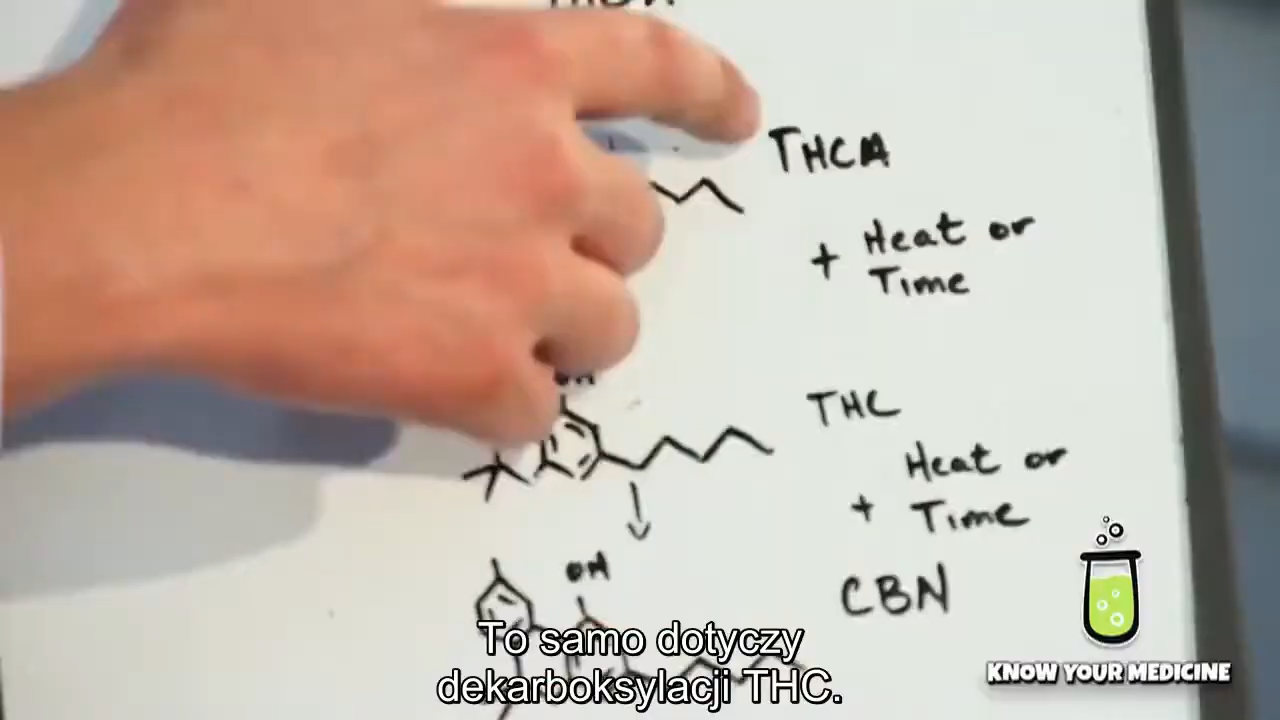 THCA
+ Heat or
Time
OH
THC
Heat or
+ Time
OH
CBN
To samo dotyczy
dekarboksylacji THC.
KNOW YOUR MEDICINE